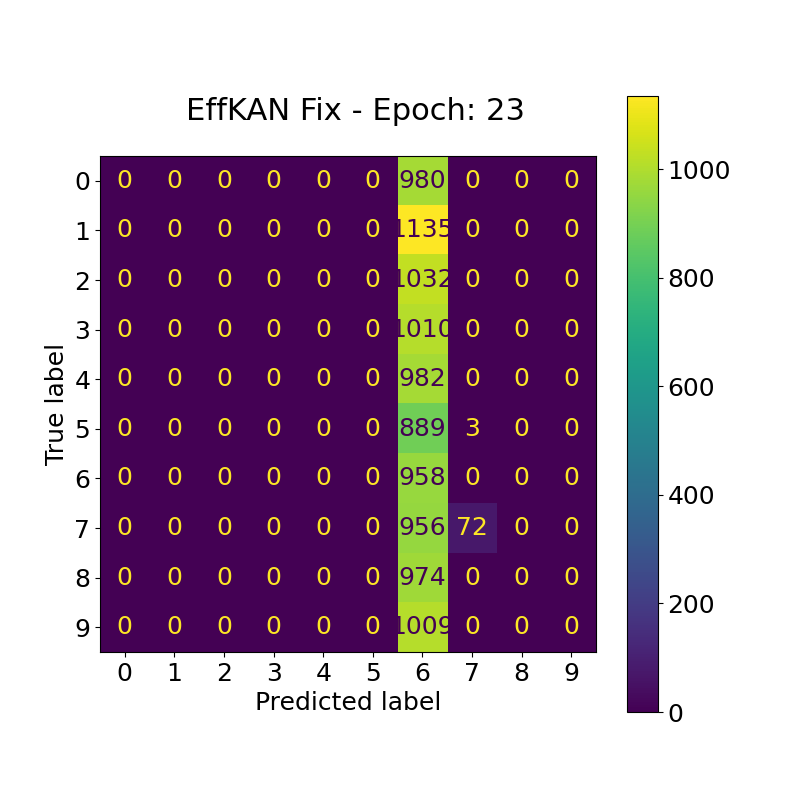 EffKAN Fix - Epoch: 23
0 0 0 0 0 0 0 980 0 0 0
1 0 0 0 0 0 0 1135 0 0 0
2 0 0 0 0 0 0 1032 0 0 0
3 0 0 0 0 0 0 1010 0 0 0
4 0 0 0 0 0 0 982 0 0 0
5 0 0 0 0 0 0 889 3 0 0
6 0 0 0 0 0 0 958 0 0 0
7 0 0 0 0 0 0 956 72 0 0
8 0 0 0 0 0 0 974 0 0 0
9 0 0 0 0 0 0 1009 0 0 0
0 1 2 3 4 5 6 7 8 9
Predicted label
True label
1000
800
600
400
200
0